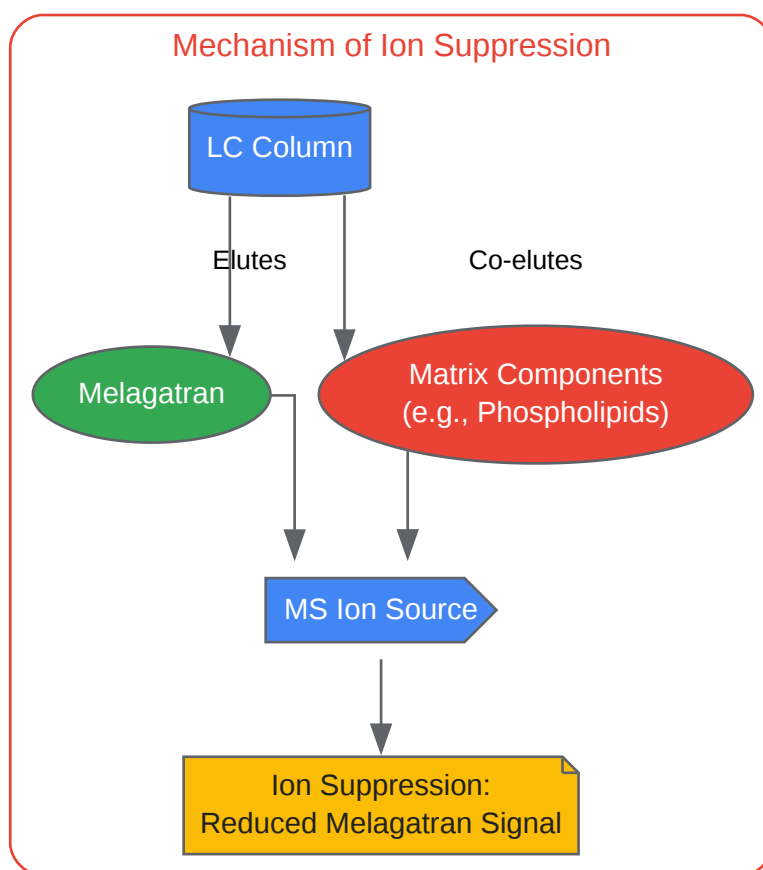 Mechanism of Ion Suppression
LC Column
Elutes
Co-elutes
Melagatran
Matrix Components
(e.g., Phospholipids)
MS Ion Source
Ion Suppression:
Reduced Melagatran Signal